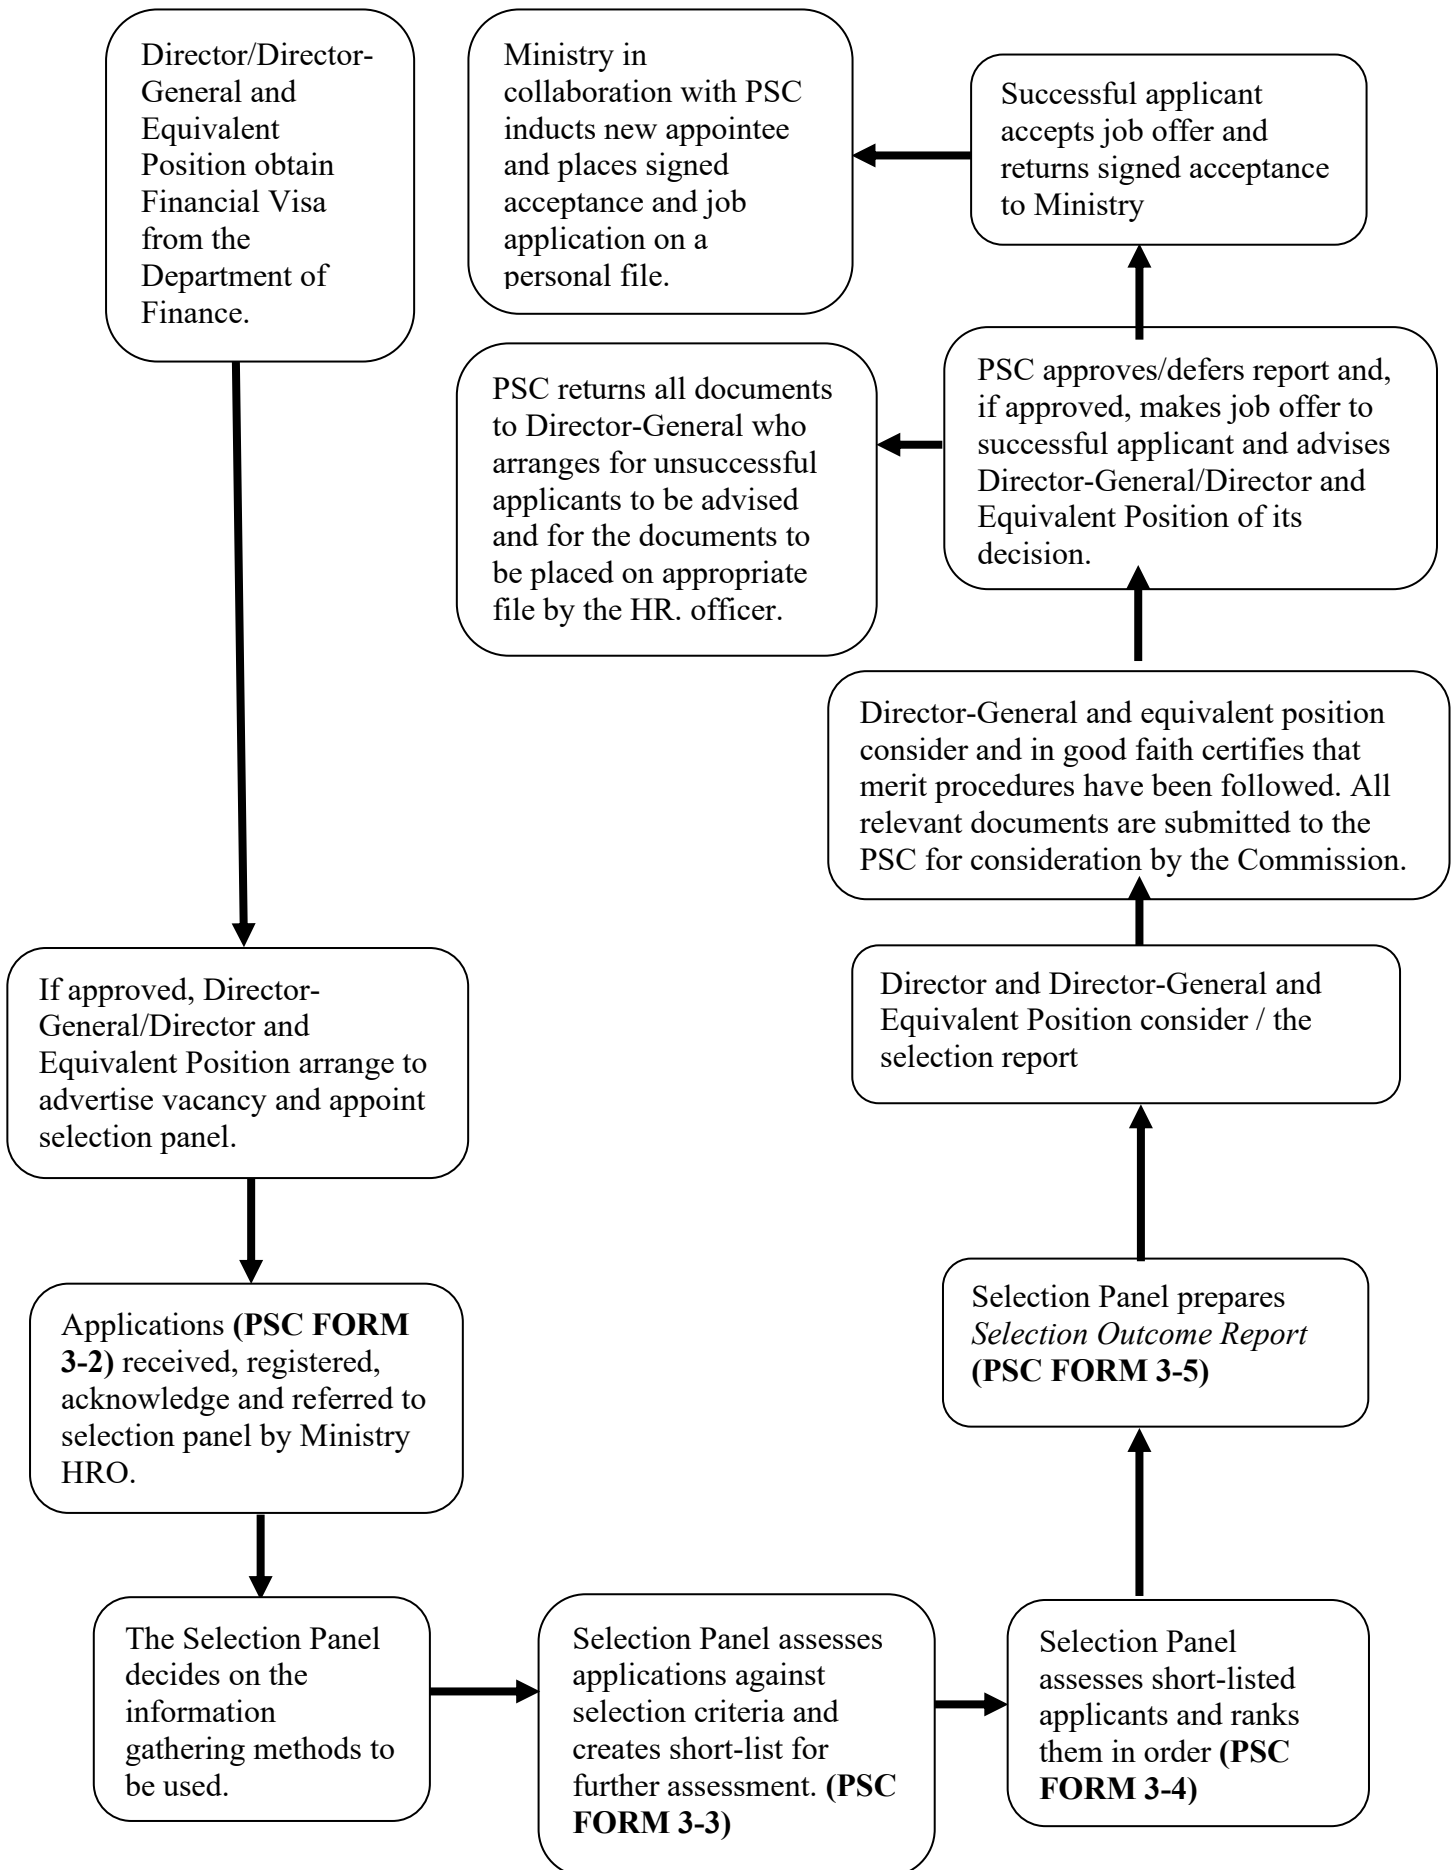 Director/Director-
General and
Equivalent
Position obtain
Financial Visa
from the
Department of
Finance.
If approved, Director-
General/Director and
Equivalent Position arrange to
advertise vacancy and appoint
selection panel.
Applications (PSC FORM
3-2) received, registered,
acknowledge and referred to
selection panel by Ministry
HRO.
The Selection Panel
decides on the
information
gathering methods to
be used.
Selection Panel assesses
applications against
selection criteria and
creates short-list for
further assessment. (PSC
FORM 3-3)
Selection Panel
assesses short-listed
applicants and ranks
them in order (PSC
FORM 3-4)
Selection Panel prepares
Selection Outcome Report
(PSC FORM 3-5)
Director and Director-General and
Equivalent Position consider / the
selection report
Director-General and equivalent position
consider and in good faith certifies that
merit procedures have been followed. All
relevant documents are submitted to the
PSC for consideration by the Commission.
PSC approves/defers report and,
if approved, makes job offer to
successful applicant and advises
Director-General/Director and
Equivalent Position of its
decision.
PSC returns all documents
to Director-General who
arranges for unsuccessful
applicants to be advised
and for the documents to
be placed on appropriate
file by the HR. officer.
Successful applicant
accepts job offer and
returns signed acceptance
to Ministry
Ministry in
collaboration with PSC
inducts new appointee
and places signed
acceptance and job
application on a
personal file.